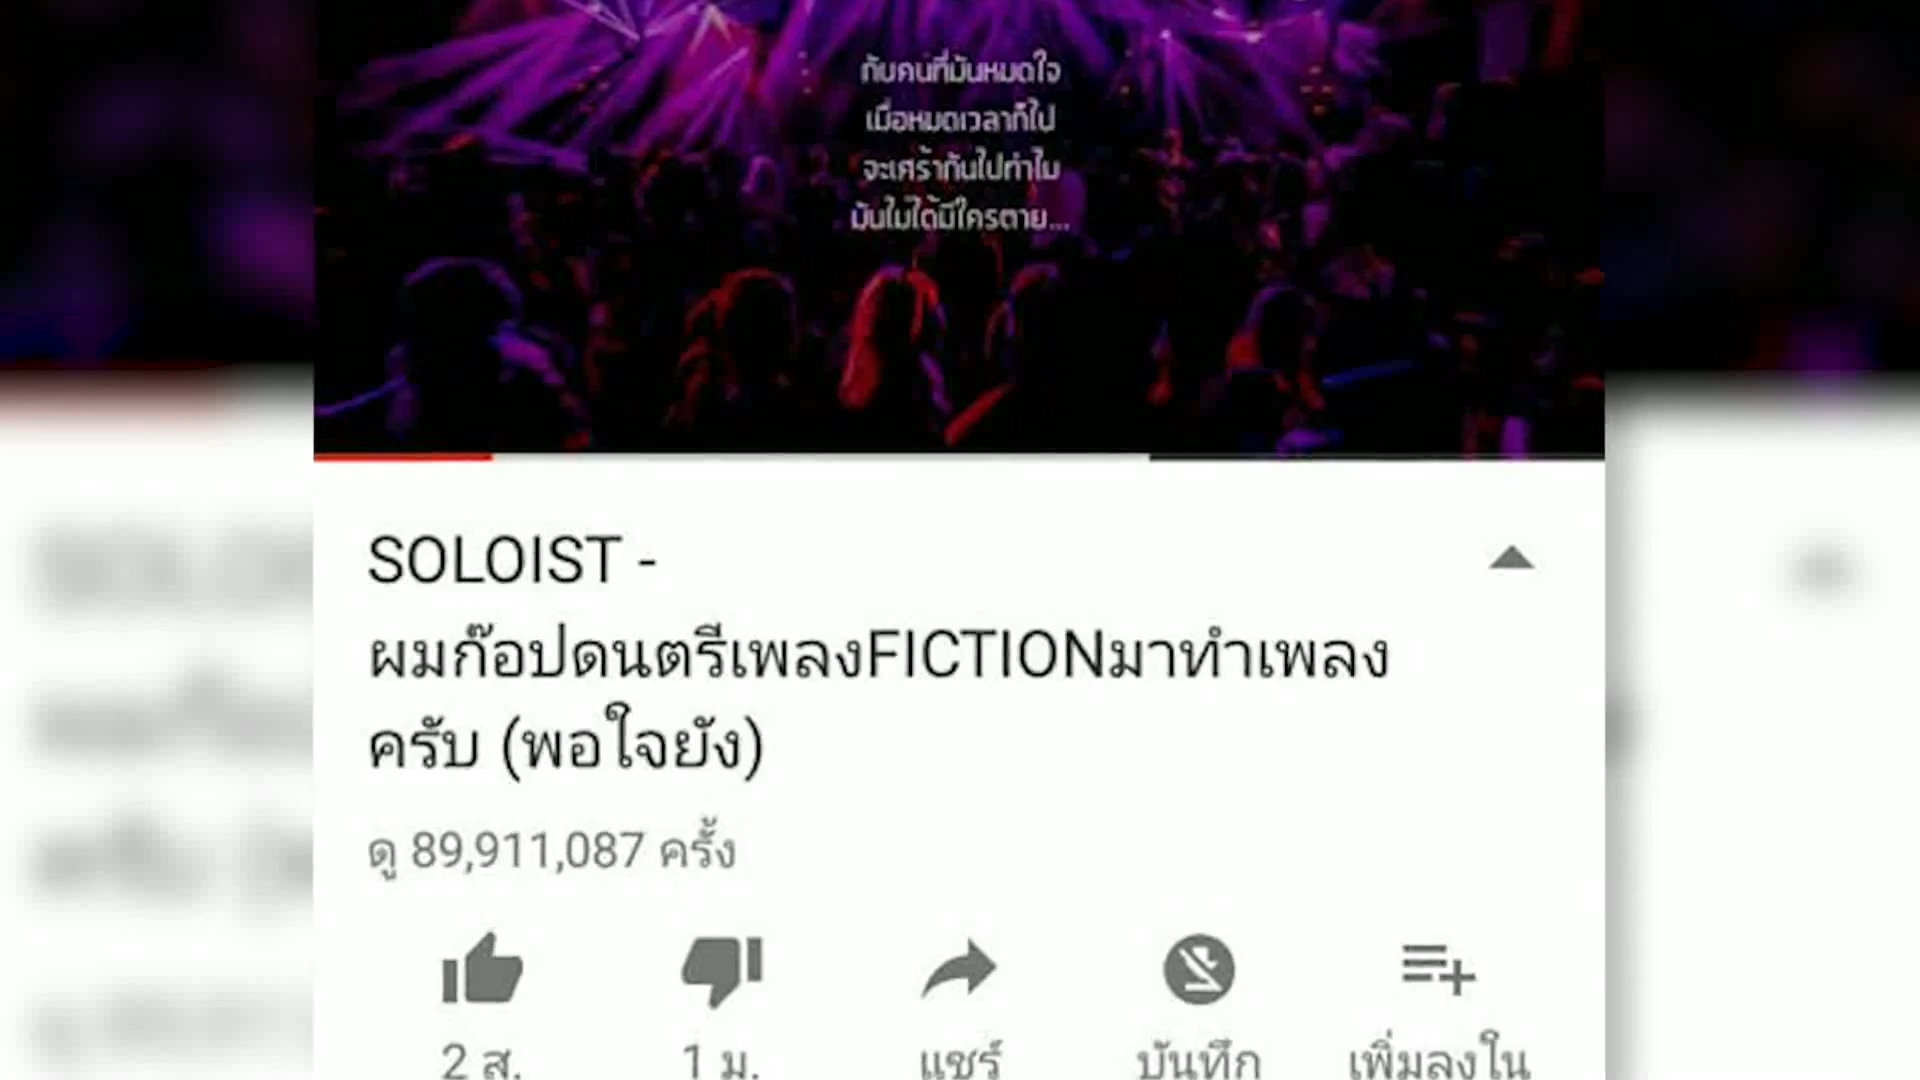 กับคนที่มันหมดใจ
เมื่อหมดเวลาก็ไป
จะเศร้ากันไปทำไม
มันไม่ได้มีใครตาย...
SOLOIST -
ผมก๊อปดนตรีเพลงFICTIONมาทำเพลง
ครับ (พอใจยัง)
ดู 89,911,087 ครั้ง
2 ส. 1 ม. แชร์ บันทึก เพิ่มลงใน